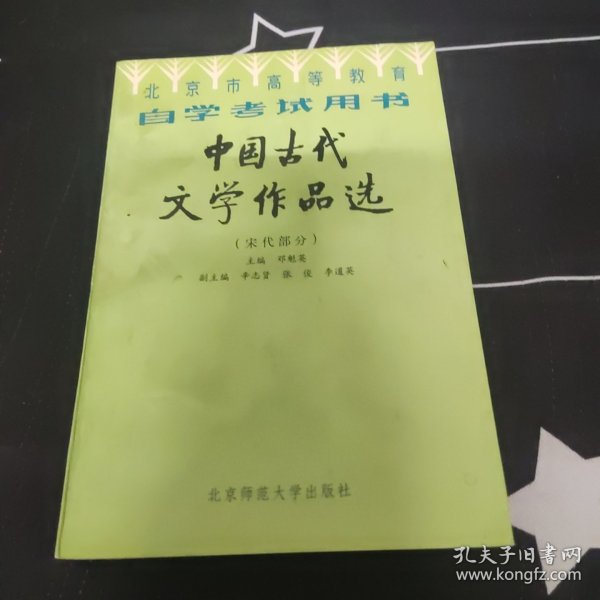 北京市高等教育
自学考试用书
中国古代
文学作品选
(宋代部分)
主编 邓魁英
副主编 辛志贤 张俊 李道英
北京师范大学出版社
孔夫子旧书网
www.kongfz.com